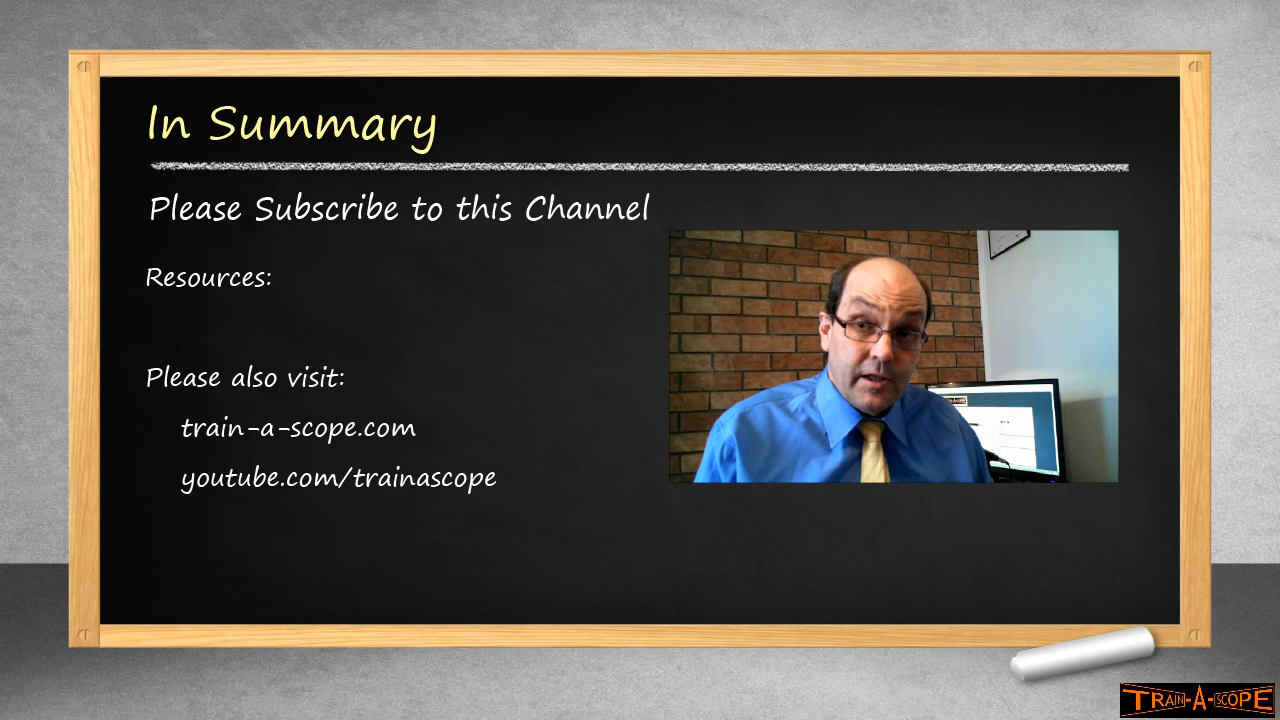 In Summary
Please Subscribe to this Channel
Resources:
Please also visit:
train-a-scope.com
youtube.com/trainascope
TRAIN-A-SCOPE